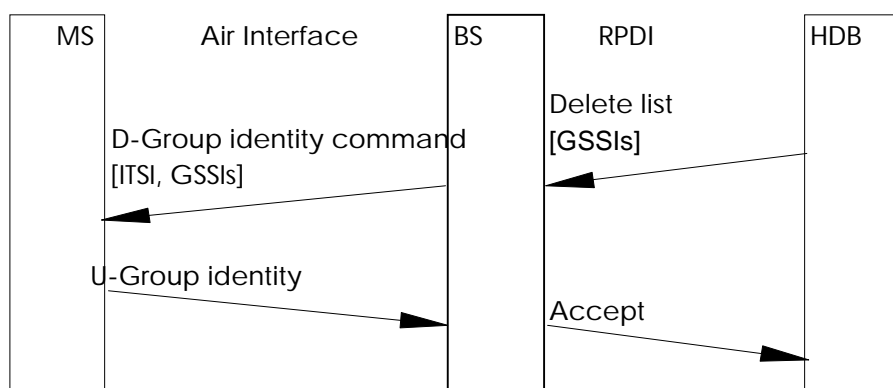 MS Air Interface BS RPDI HDB
Delete list
[GSSIs]
D-Group identity command
[ITSI, GSSIs]
U-Group identity
Accept